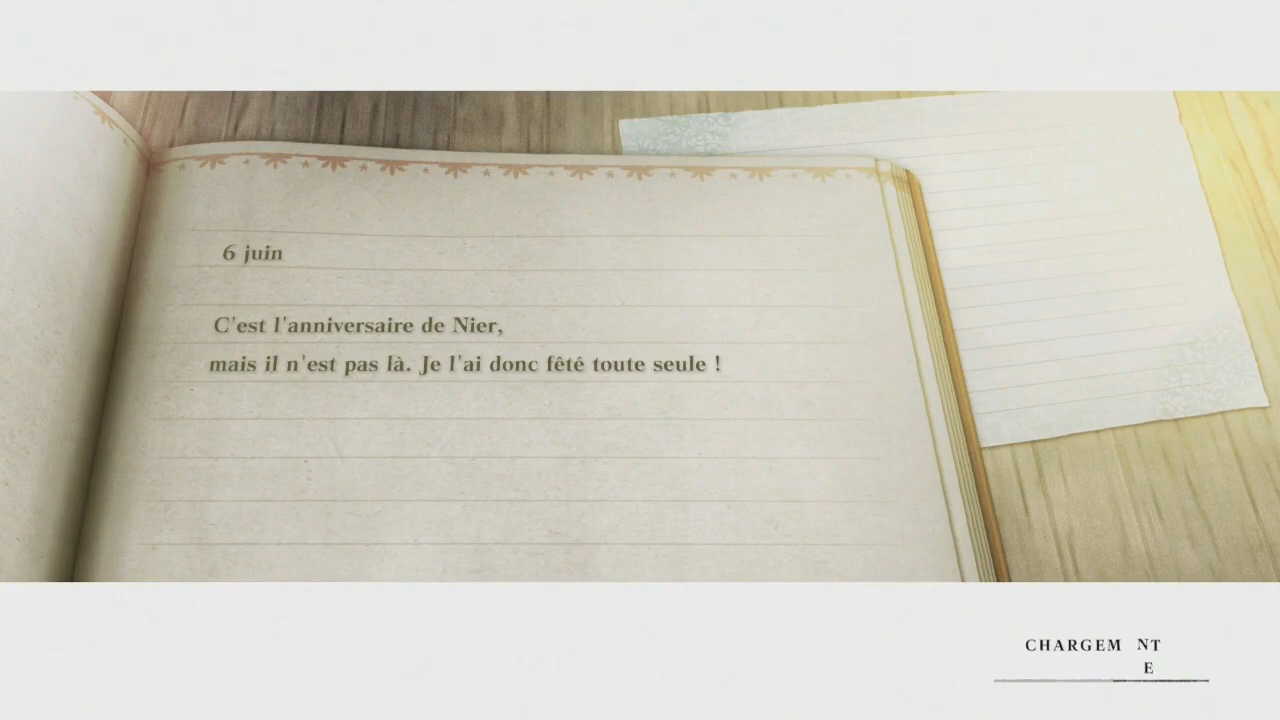 6 juin
C'est l'anniversaire de Nier,
mais il n'est pas là. Je l'ai donc fêté toute seule !
CHARGEM NT
E